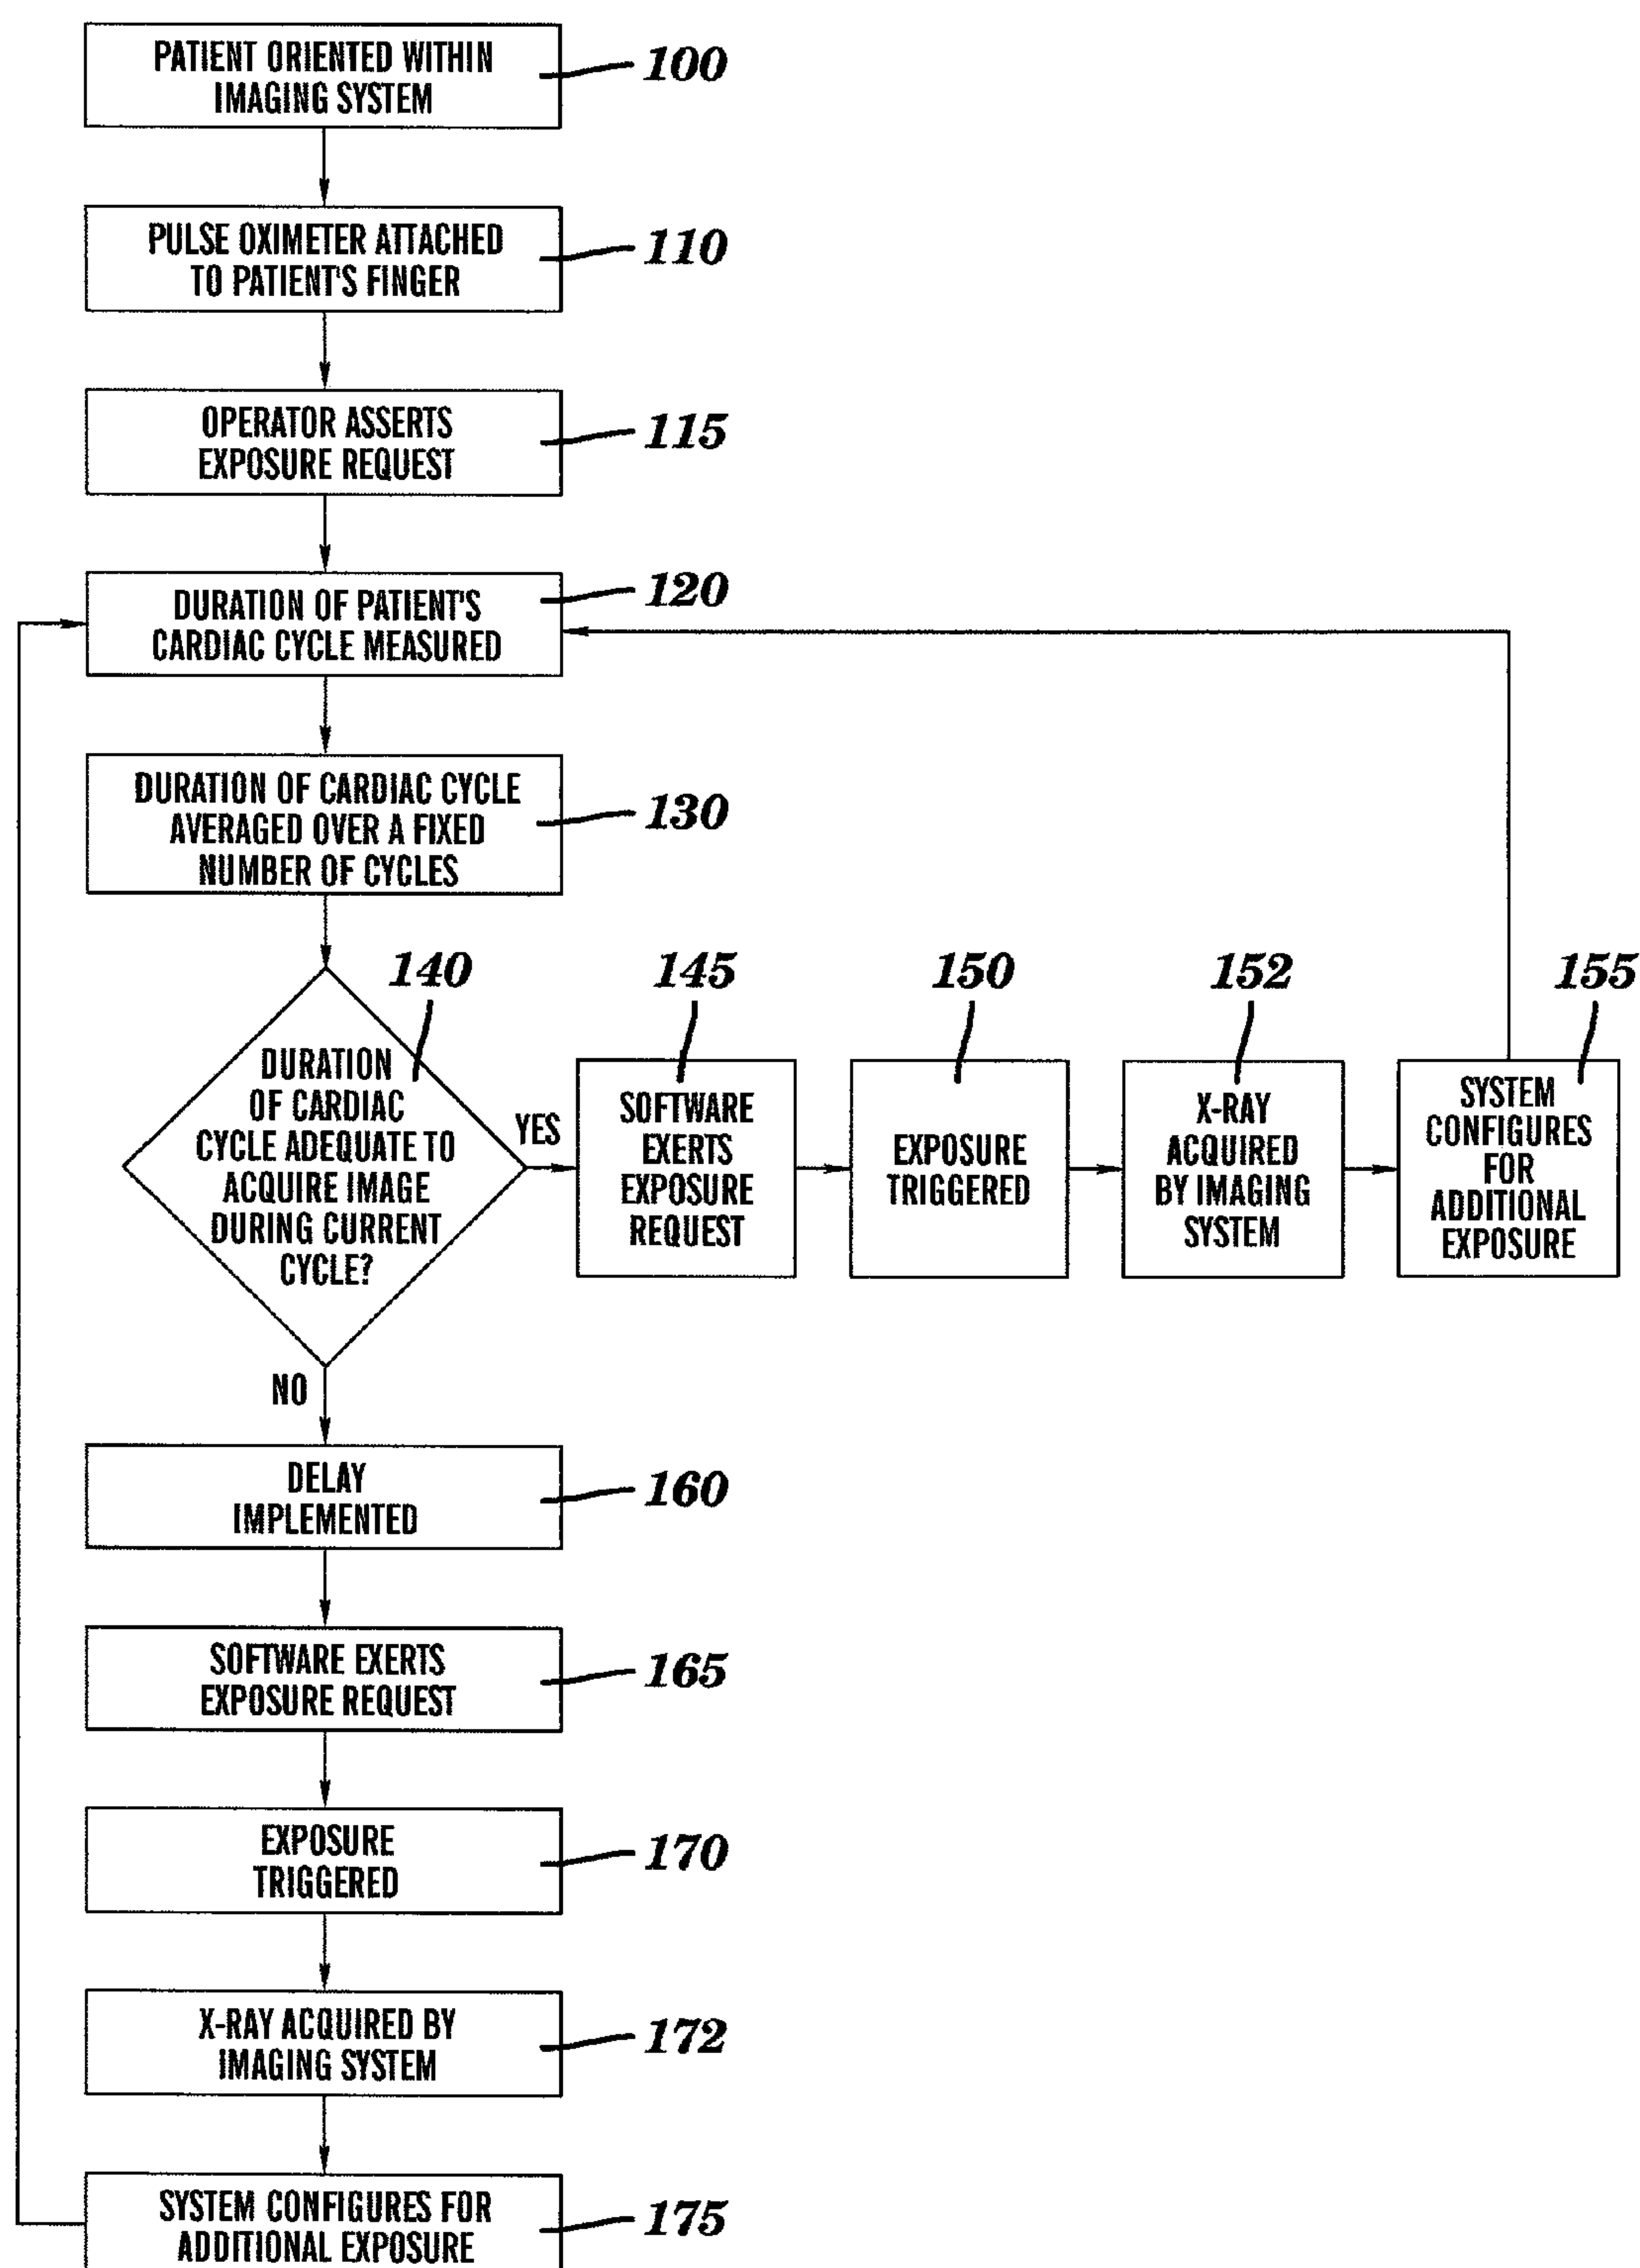 PATIENT ORIENTED WITHIN
IMAGING SYSTEM
100
PULSE OXIMETER ATTACHED
TO PATIENT'S FINGER
110
OPERATOR ASSERTS
EXPOSURE REQUEST
115
DURATION OF PATIENT'S
CARDIAC CYCLE MEASURED
120
DURATION OF CARDIAC CYCLE
AVERAGED OVER A FIXED
NUMBER OF CYCLES
130
140
DURATION
OF CARDIAC
CYCLE ADEQUATE TO
ACQUIRE IMAGE
DURING CURRENT
CYCLE?
YES
145
SOFTWARE
EXERTS
EXPOSURE
REQUEST
150
EXPOSURE
TRIGGERED
152
X-RAY
ACQUIRED
BY IMAGING
SYSTEM
155
SYSTEM
CONFIGURES
FOR
ADDITIONAL
EXPOSURE
NO
DELAY
IMPLEMENTED
160
SOFTWARE EXERTS
EXPOSURE REQUEST
165
EXPOSURE
TRIGGERED
170
X-RAY ACQUIRED BY
IMAGING SYSTEM
172
SYSTEM CONFIGURES FOR
ADDITIONAL EXPOSURE
175